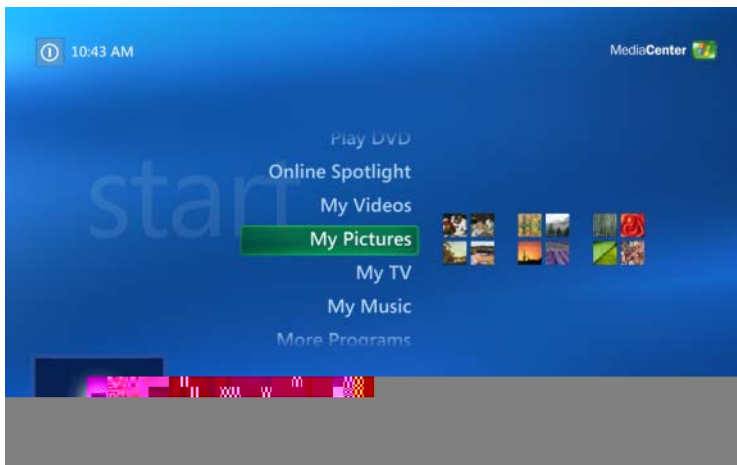 10:43 AM
MediaCenter
start
Play DVD
Online Spotlight
My Videos
My Pictures
My TV
My Music
More Programs